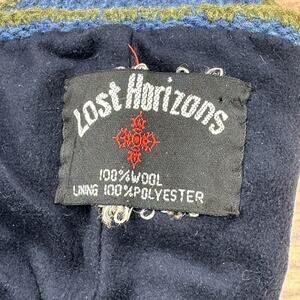 Lost Horizons
100% WOOL
LINING 100% POLYESTER